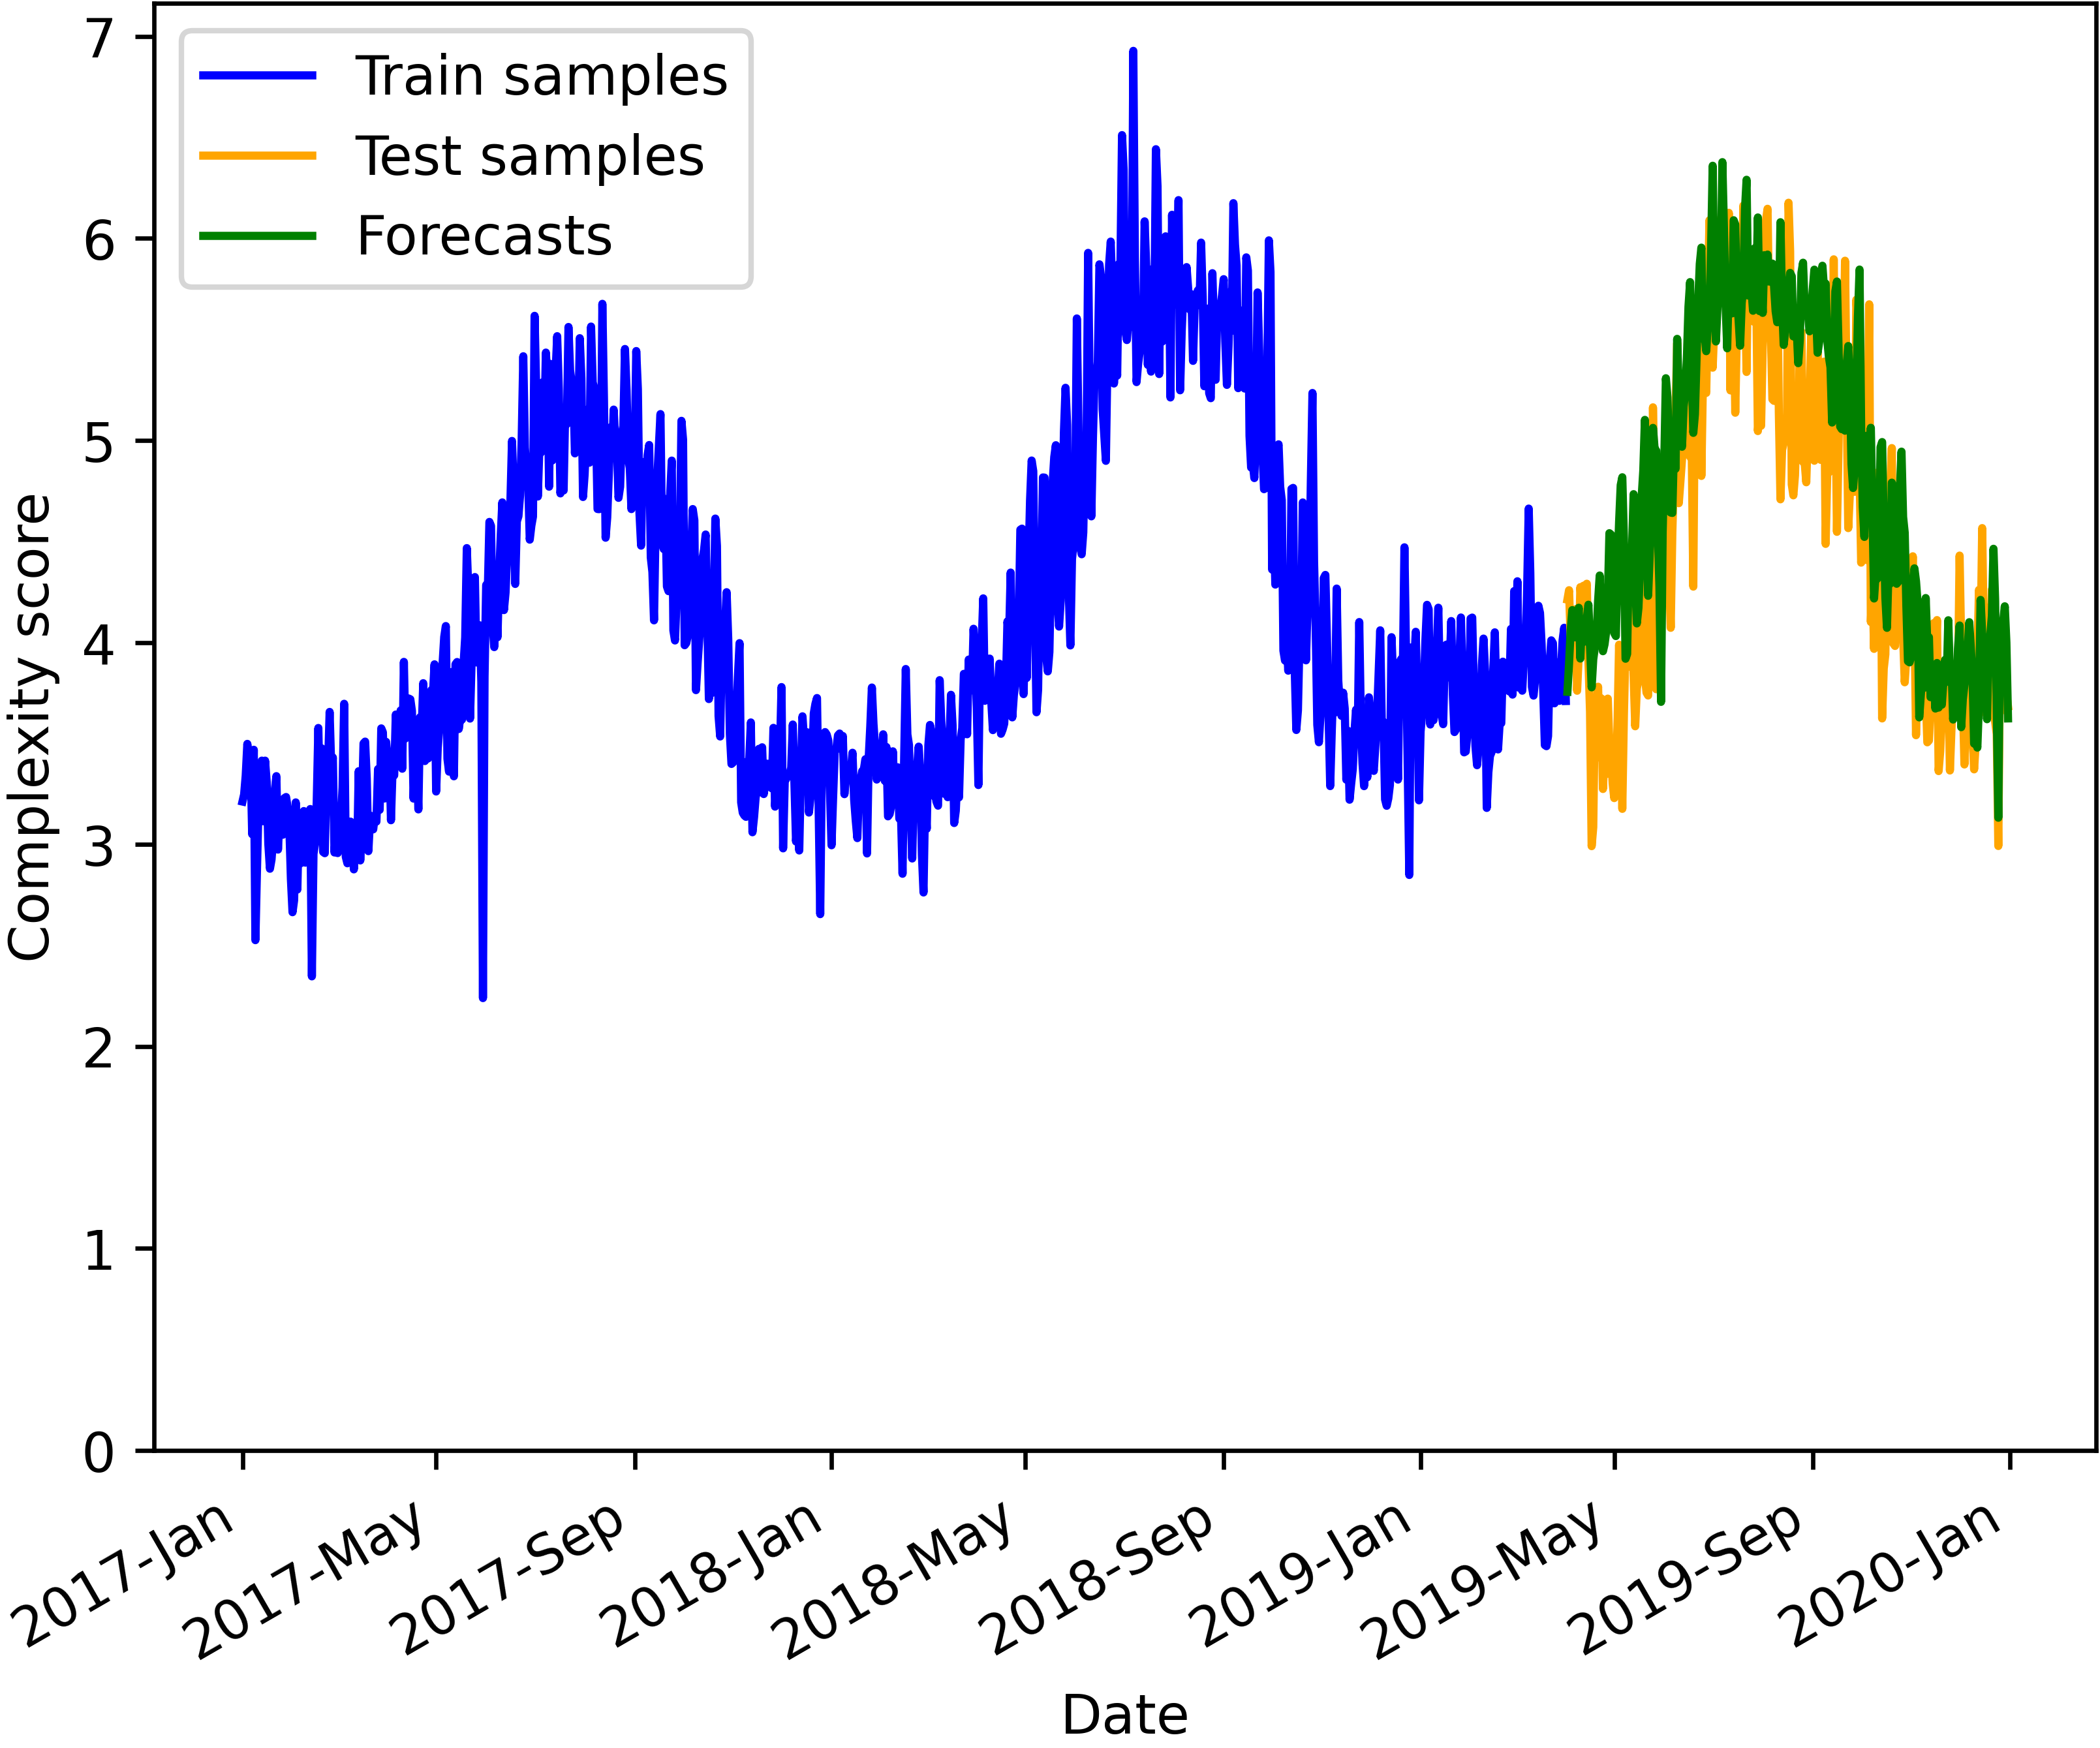 Train samples
Test samples
Forecasts
7
6
5
4
3
2
1
0
Complexity score
2017-Jan
2017-May
2017-Sep
2018-Jan
2018-May
2018-Sep
2019-Jan
2019-May
2019-Sep
2020-Jan
Date